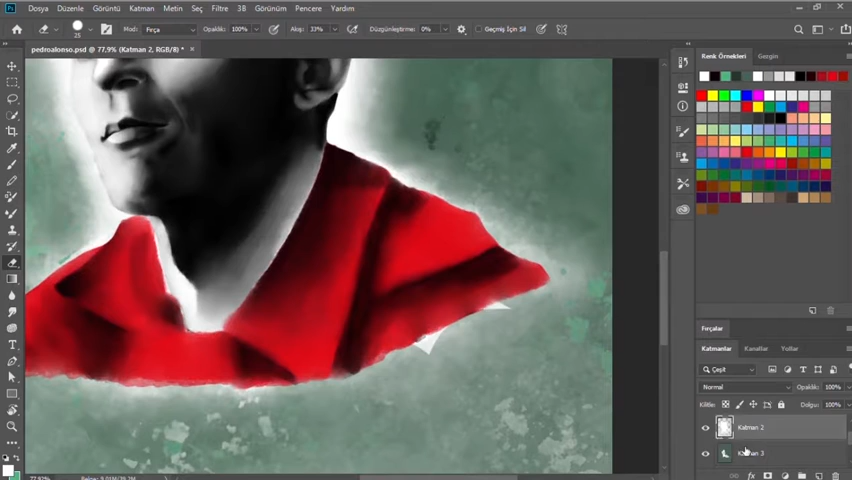 Dosya Düzenle Görüntü Katman Metin Seç Filtre 3B Görünüm Pencere Yardım
25 Mod: Fırça Opaklık: 100% Akış: 33% Düzgünleştirme: 0% Geçmiş İçin Sil
pedroalonso.psd @ 77.9% (Katman 2, RGB/8) * ×
Renk Örnekleri Gezgin
Fırçalar
Katmanlar Kanallar Yollar
Çeşit
Normal Opaklık: 100%
Kilitle: Dolgu: 100%
Katman 2
3